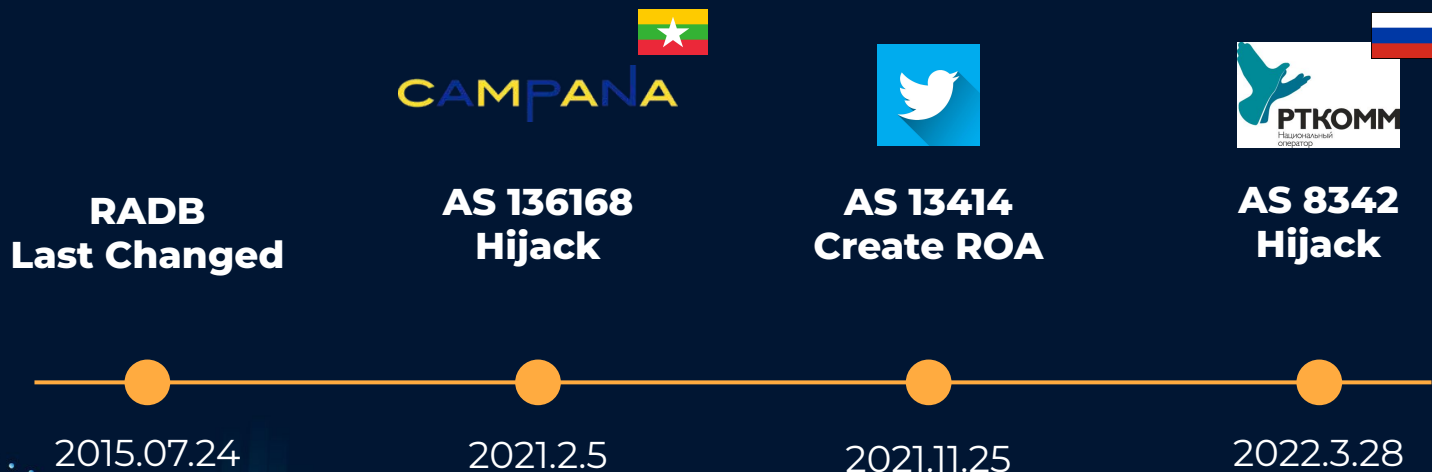 CAMPANA
РТКОММ
Национальный
оператор
RADB
Last Changed
AS 136168
Hijack
AS 13414
Create ROA
AS 8342
Hijack
2015.07.24
2021.2.5
2021.11.25
2022.3.28